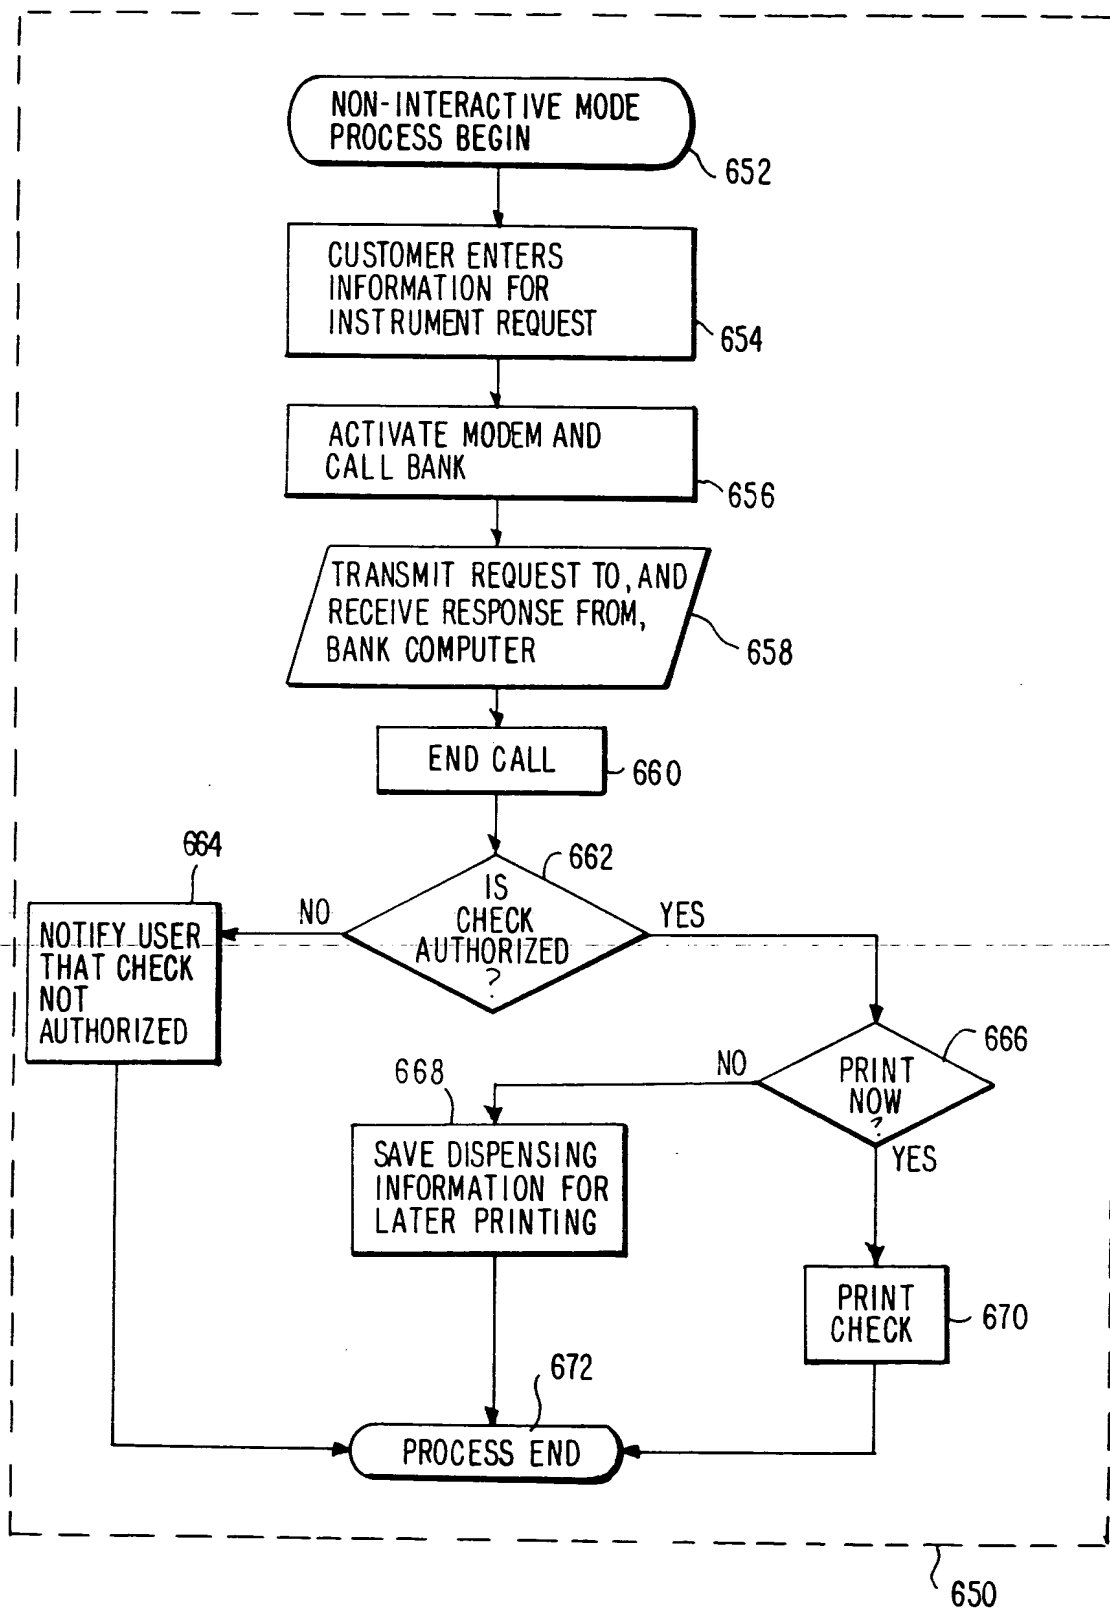 NON-INTERACTIVE MODE
PROCESS BEGIN
652
CUSTOMER ENTERS
INFORMATION FOR
INSTRUMENT REQUEST
654
ACTIVATE MODEM AND
CALL BANK
656
TRANSMIT REQUEST TO, AND
RECEIVE RESPONSE FROM,
BANK COMPUTER
658
END CALL
660
662
IS
CHECK
AUTHORIZED
?
NO
YES
664
NOTIFY USER
THAT CHECK
NOT
AUTHORIZED
666
PRINT
NOW
?
NO
YES
668
SAVE DISPENSING
INFORMATION FOR
LATER PRINTING
PRINT
CHECK
670
672
PROCESS END
650